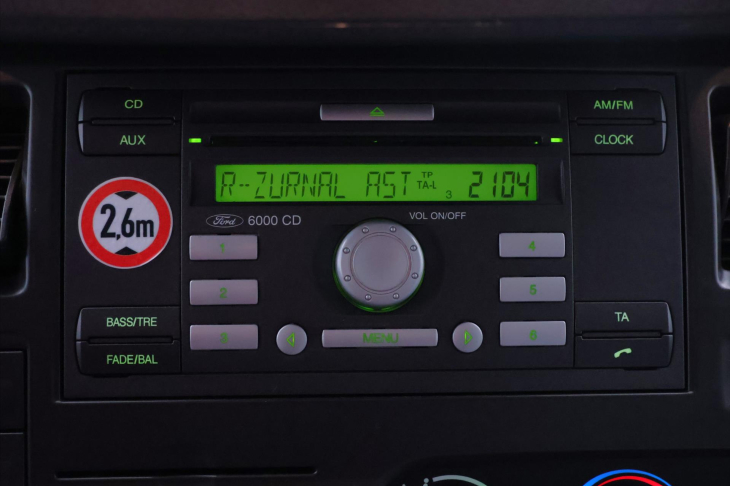 CD
AM/FM
AUX
CLOCK
R--ZURNAL AST TP TA-L 3 2104
2,6m
Ford 6000 CD
VOL ON/OFF
1
4
2
5
BASS/TRE
TA
3
MENU
6
FADE/BAL